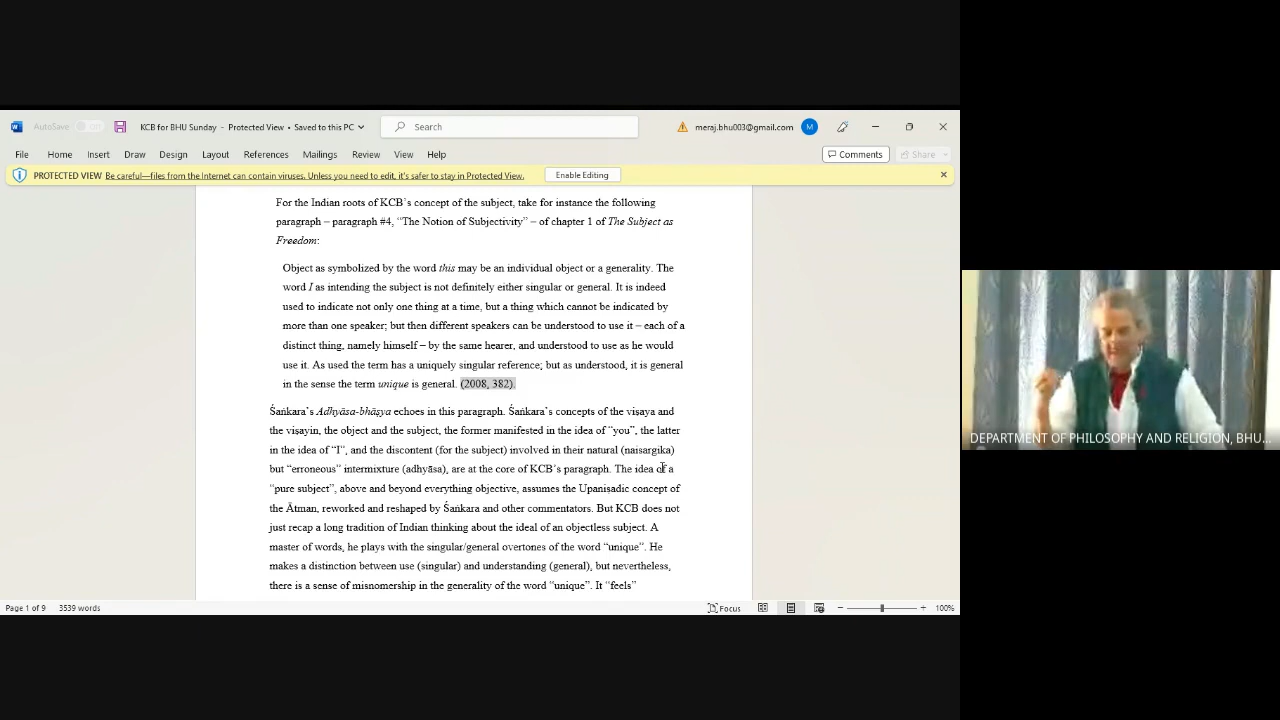 AutoSave
Off
KCB for BHU Sunday - Protected View • Saved to this PC
Search
meraj.bhu003@gmail.com
M
File Home Insert Draw Design Layout References Mailings Review View Help
Comments
Share
PROTECTED VIEW Be careful—files from the Internet can contain viruses. Unless you need to edit, it's safer to stay in Protected View.
Enable Editing
For the Indian roots of KCB's concept of the subject, take for instance the following
paragraph – paragraph #4, “The Notion of Subjectivity” – of chapter 1 of The Subject as
Freedom:
Object as symbolized by the word this may be an individual object or a generality. The
word I as intending the subject is not definitely either singular or general. It is indeed
used to indicate not only one thing at a time, but a thing which cannot be indicated by
more than one speaker; but then different speakers can be understood to use it – each of a
distinct thing, namely himself – by the same hearer, and understood to use as he would
use it. As used the term has a uniquely singular reference; but as understood, it is general
in the sense the term unique is general. (2008, 382).
Śaṅkara's Adhyāsa-bhāṣya echoes in this paragraph. Śaṅkara's concepts of the viṣaya and
the viṣayin, the object and the subject, the former manifested in the idea of “you”, the latter
in the idea of “I”, and the discontent (for the subject) involved in their natural (naisargika)
but “erroneous” intermixture (adhyāsa), are at the core of KCB's paragraph. The idea of a
“pure subject”, above and beyond everything objective, assumes the Upaniṣadic concept of
the Ātman, reworked and reshaped by Śaṅkara and other commentators. But KCB does not
just recap a long tradition of Indian thinking about the ideal of an objectless subject. A
master of words, he plays with the singular/general overtones of the word “unique”. He
makes a distinction between use (singular) and understanding (general), but nevertheless,
there is a sense of misnomership in the generality of the word “unique”. It “feels”
Page 1 of 9 3539 words
Focus
100%
DEPARTMENT OF PHILOSOPHY AND RELIGION, BHU...